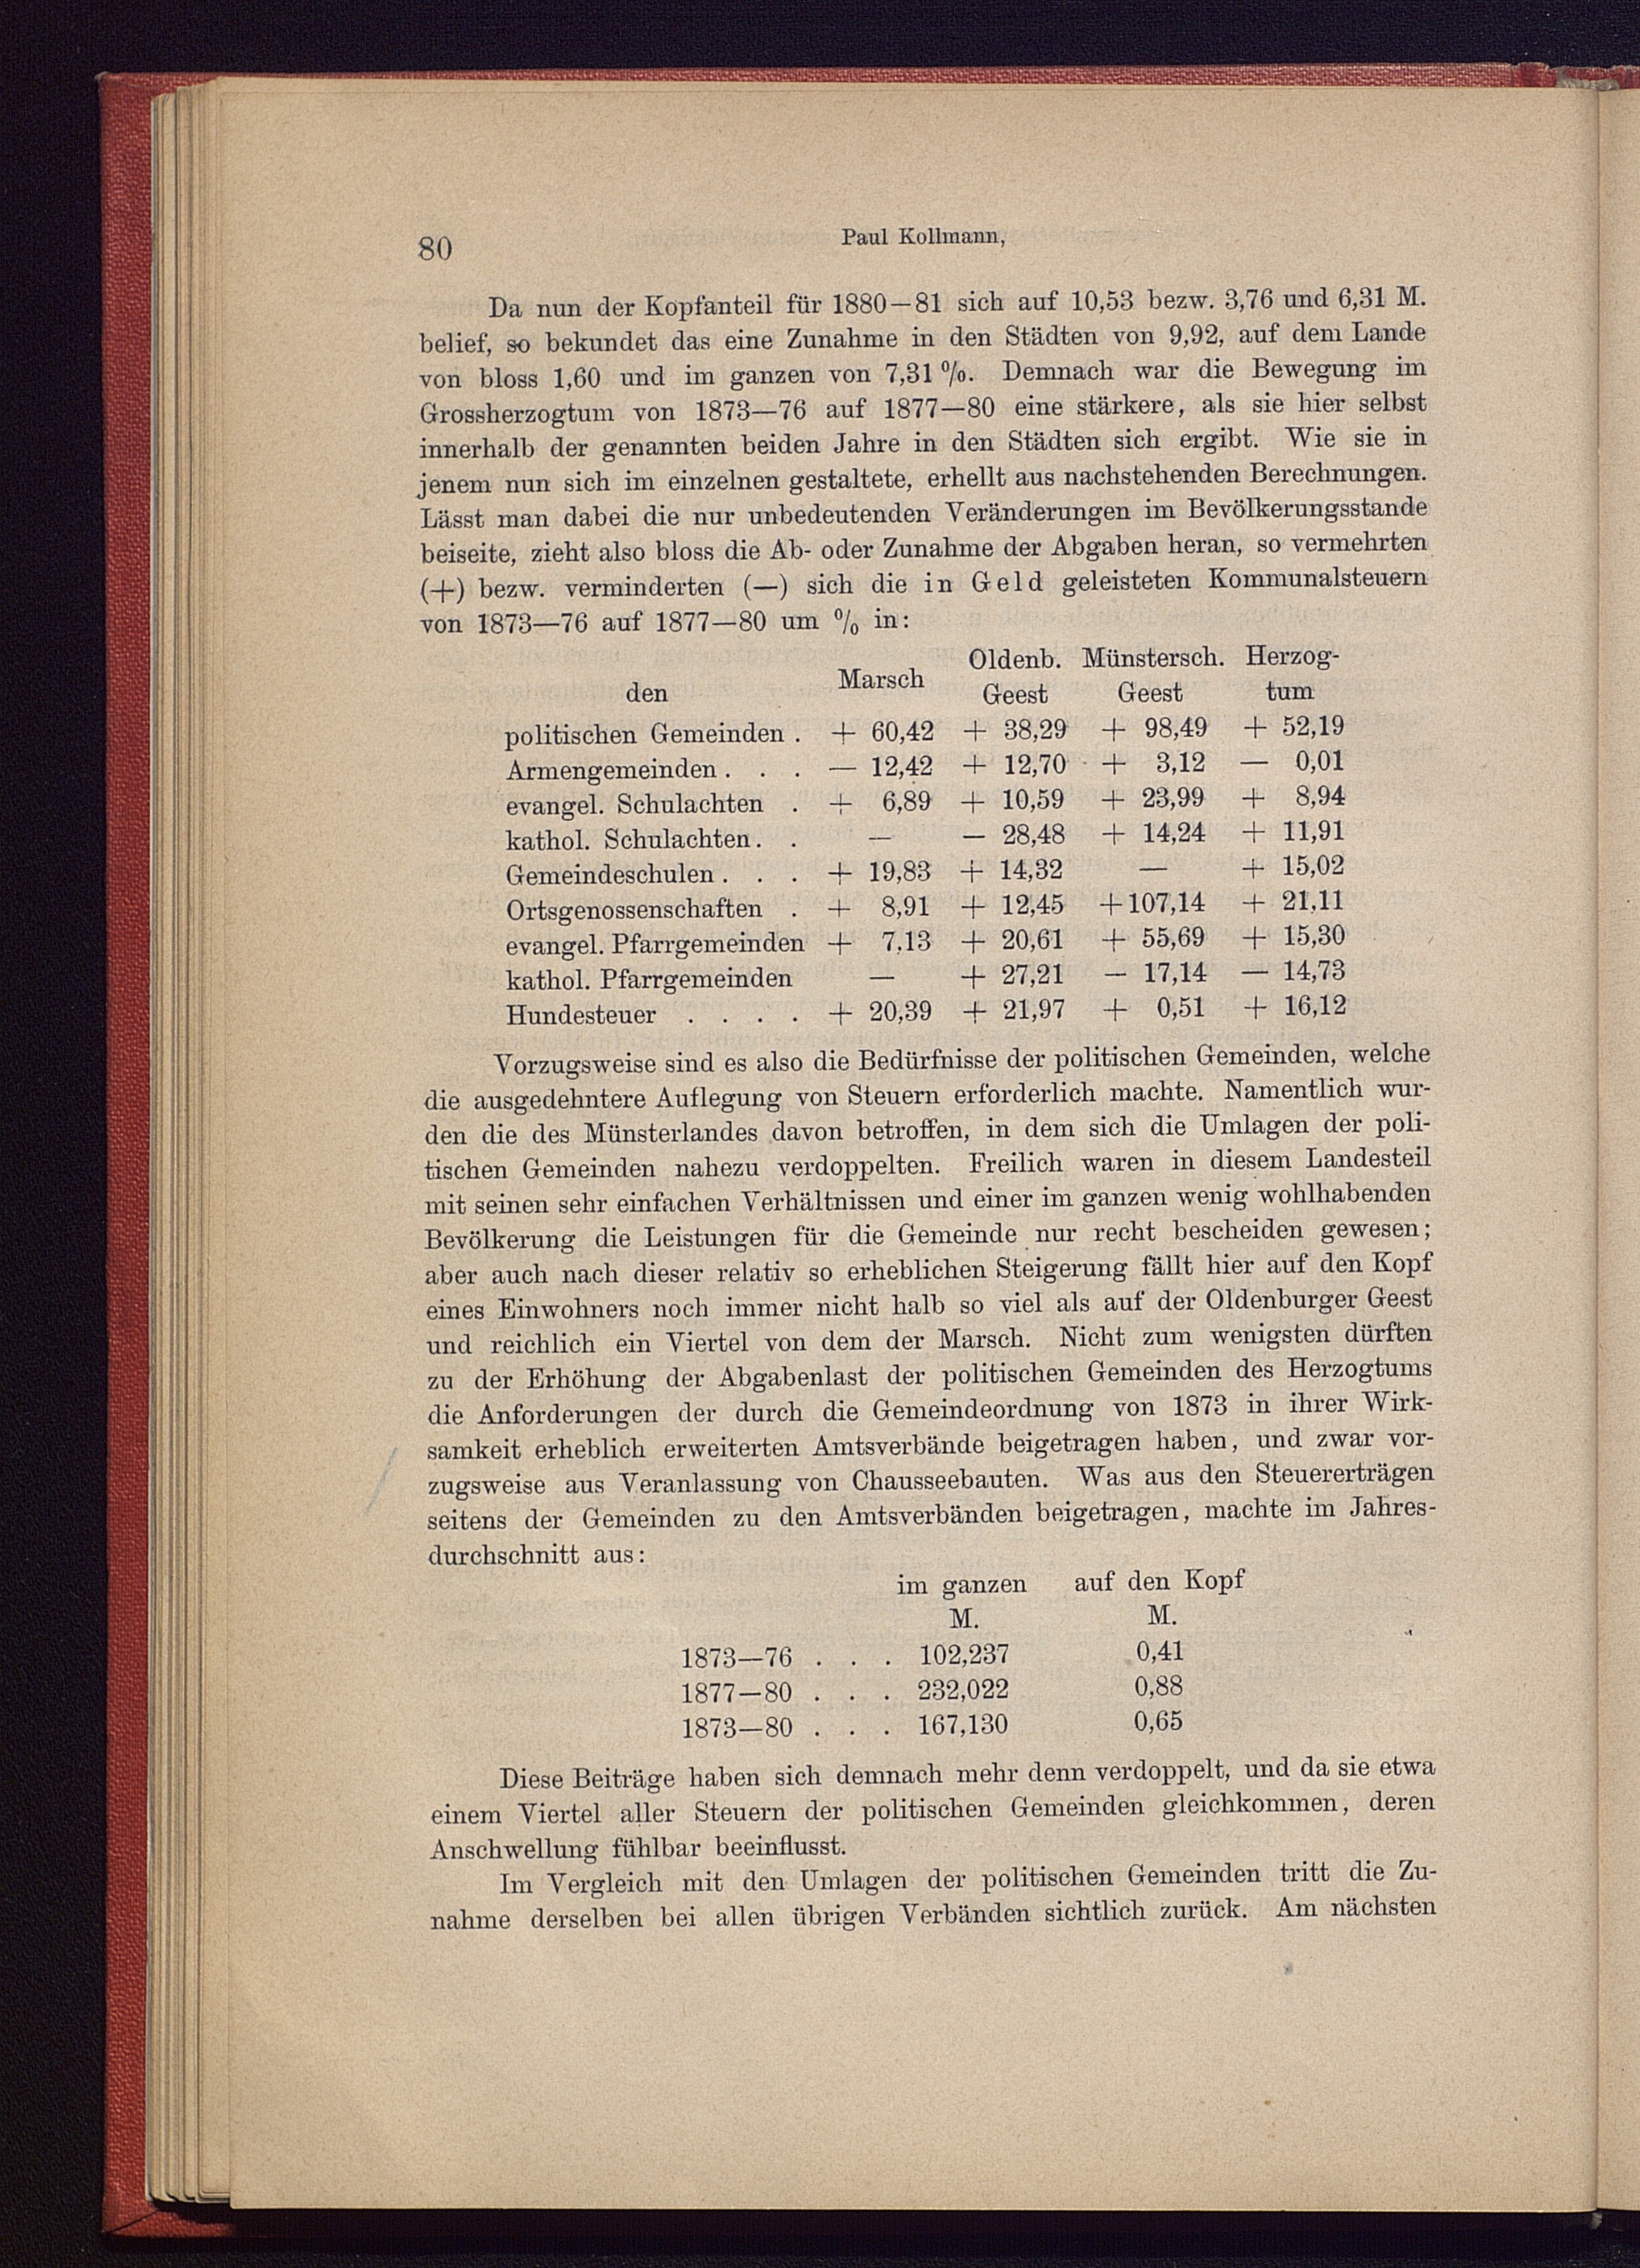 80
Paul Kollmann,
Da nun der Kopfanteil für 1880—81 sich auf 10,53 bezw. 3,76 und 6,31 M.
belief, so bekundet das eine Zunahme in den Städten von 9,92, auf dem Lande
von bloss 1,60 und im ganzen von 7,31 %. Demnach war die Bewegung im
Grossherzogtum von 1873—76 auf 1877—80 eine stärkere, als sie hier selbst
innerhalb der genannten beiden Jahre in den Städten sich ergibt. Wie sie in
jenem nun sich im einzelnen gestaltete, erhellt aus nachstehenden Berechnungen.
Lässt man dabei die nur unbedeutenden Veränderungen im Bevölkerungsstande
beiseite, zieht also bloss die Ab- oder Zunahme der Abgaben heran, so vermehrten
(+) bezw. verminderten (—) sich die in Geld geleisteten Kommunalsteuern
von 1873—76 auf 1877—80 um % in:
Oldenb. Münstersch. Herzog-
den Marsch Geest Geest tum
politischen Gemeinden . + 60,42 + 38,29 + 98,49 + 52,19
Armengemeinden . . . — 12,42 + 12,70 + 3,12 — 0,01
evangel. Schulachten . + 6,89 + 10,59 + 23,99 + 8,94
kathol. Schulachten . . — — 28,48 + 14,24 + 11,91
Gemeindeschulen . . . + 19,83 + 14,32 — + 15,02
Ortsgenossenschaften . + 8,91 + 12,45 +107,14 + 21,11
evangel. Pfarrgemeinden + 7,13 + 20,61 + 55,69 + 15,30
kathol. Pfarrgemeinden — + 27,21 — 17,14 — 14,73
Hundesteuer . . . . + 20,39 + 21,97 + 0,51 + 16,12
Vorzugsweise sind es also die Bedürfnisse der politischen Gemeinden, welche
die ausgedehntere Auflegung von Steuern erforderlich machte. Namentlich wur-
den die des Münsterlandes davon betroffen, in dem sich die Umlagen der poli-
tischen Gemeinden nahezu verdoppelten. Freilich waren in diesem Landesteil
mit seinen sehr einfachen Verhältnissen und einer im ganzen wenig wohlhabenden
Bevölkerung die Leistungen für die Gemeinde nur recht bescheiden gewesen;
aber auch nach dieser relativ so erheblichen Steigerung fällt hier auf den Kopf
eines Einwohners noch immer nicht halb so viel als auf der Oldenburger Geest
und reichlich ein Viertel von dem der Marsch. Nicht zum wenigsten dürften
zu der Erhöhung der Abgabenlast der politischen Gemeinden des Herzogtums
die Anforderungen der durch die Gemeindeordnung von 1873 in ihrer Wirk-
samkeit erheblich erweiterten Amtsverbände beigetragen haben, und zwar vor-
zugsweise aus Veranlassung von Chausseebauten. Was aus den Steuererträgen
seitens der Gemeinden zu den Amtsverbänden beigetragen, machte im Jahres-
durchschnitt aus:
im ganzen auf den Kopf
M. M.
1873—76 . . . 102,237 0,41
1877—80 . . . 232,022 0,88
1873—80 . . . 167,130 0,65
Diese Beiträge haben sich demnach mehr denn verdoppelt, und da sie etwa
einem Viertel aller Steuern der politischen Gemeinden gleichkommen, deren
Anschwellung fühlbar beeinflusst.
Im Vergleich mit den Umlagen der politischen Gemeinden tritt die Zu-
nahme derselben bei allen übrigen Verbänden sichtlich zurück. Am nächsten